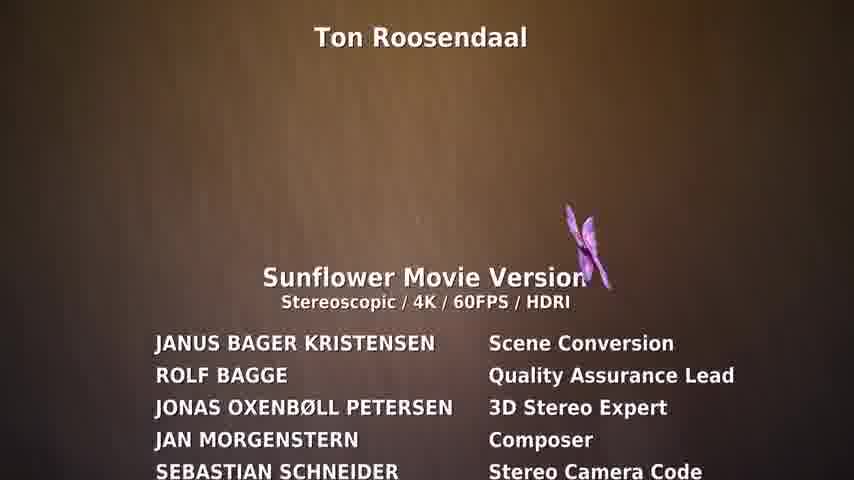 Ton Roosendaal
Sunflower Movie Version
Stereoscopic / 4K / 60FPS / HDRI
JANUS BAGER KRISTENSEN Scene Conversion
ROLF BAGGE Quality Assurance Lead
JONAS OXENBØLL PETERSEN 3D Stereo Expert
JAN MORGENSTERN Composer
SEBASTIAN SCHNEIDER Stereo Camera Code